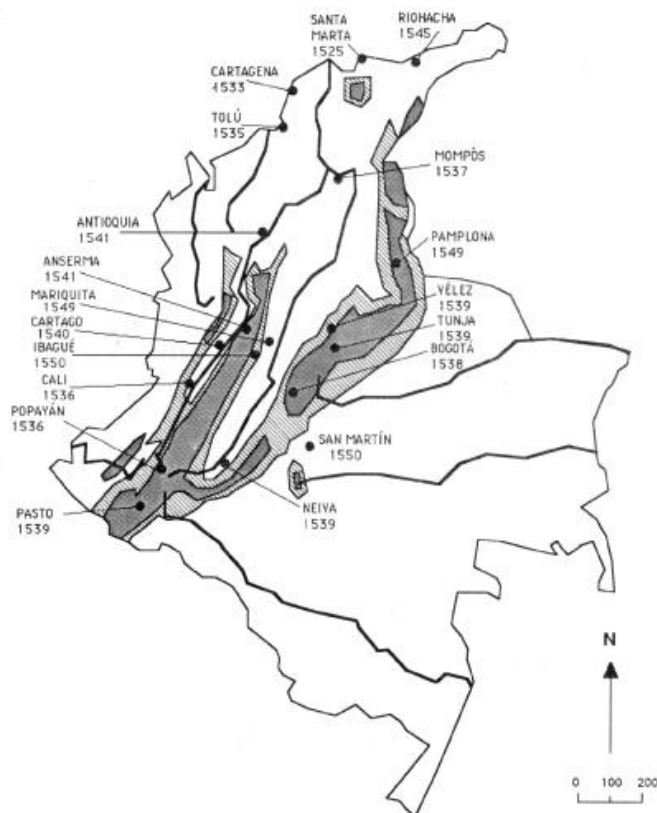 SANTA
MARTA
1525
RIOHACHA
1545
CARTAGENA
1533
TOLÚ
1535
MOMPÒS
1537
ANTIOQUIA
1541
ANSERMA
1541
MARIQUITA
1549
CARTAGO
1540
IBAGUÉ
1550
CALI
1536
POPAYÁN
1536
PASTO
1539
PAMPLONA
1549
VÉLEZ
1539
TUNJA
1539
BOGOTÁ
1538
SAN MARTÍN
1550
NEIVA
1539
N
0 100 200